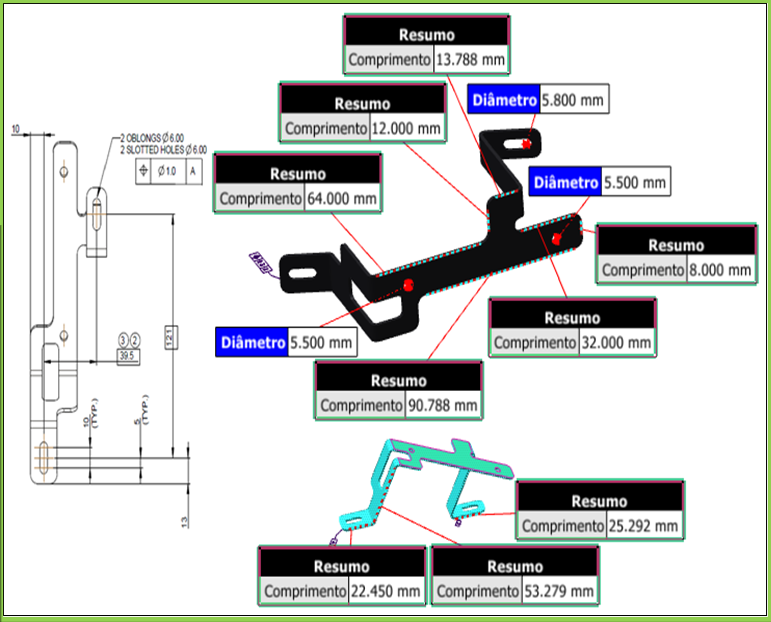 Resumo
Comprimento 13.788 mm
Diâmetro 5.800 mm
Resumo
Comprimento 12.000 mm
10
2 OBLONGS Ø 6.00
2 SLOTTED HOLES Ø 6.00
Ø 1.0 A
Resumo
Comprimento 64.000 mm
Diâmetro 5.500 mm
Resumo
Comprimento 8.000 mm
Resumo
Comprimento 32.000 mm
Diâmetro 5.500 mm
3 2
39.5
121
Resumo
Comprimento 90.788 mm
10
(TYP.)
5
(TYP.)
13
Resumo
Comprimento 25.292 mm
Resumo
Comprimento 22.450 mm
Resumo
Comprimento 53.279 mm